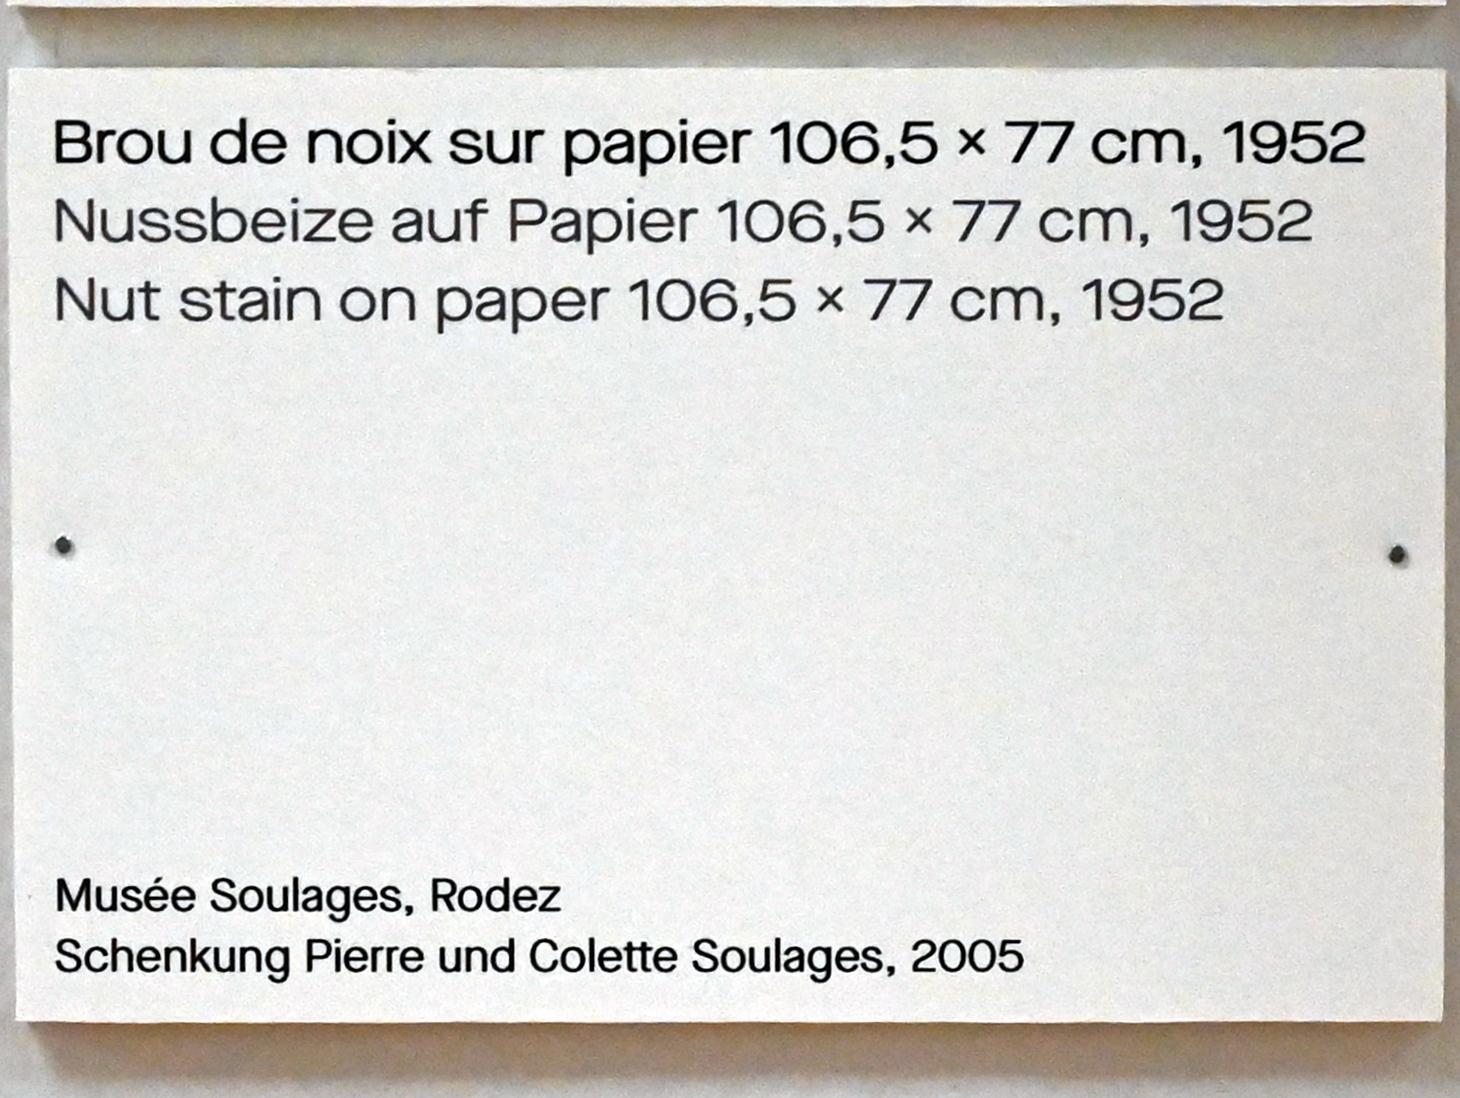 Brou de noix sur papier 106,5 × 77 cm, 1952
Nussbeize auf Papier 106,5 × 77 cm, 1952
Nut stain on paper 106,5 × 77 cm, 1952
Musée Soulages, Rodez
Schenkung Pierre und Colette Soulages, 2005